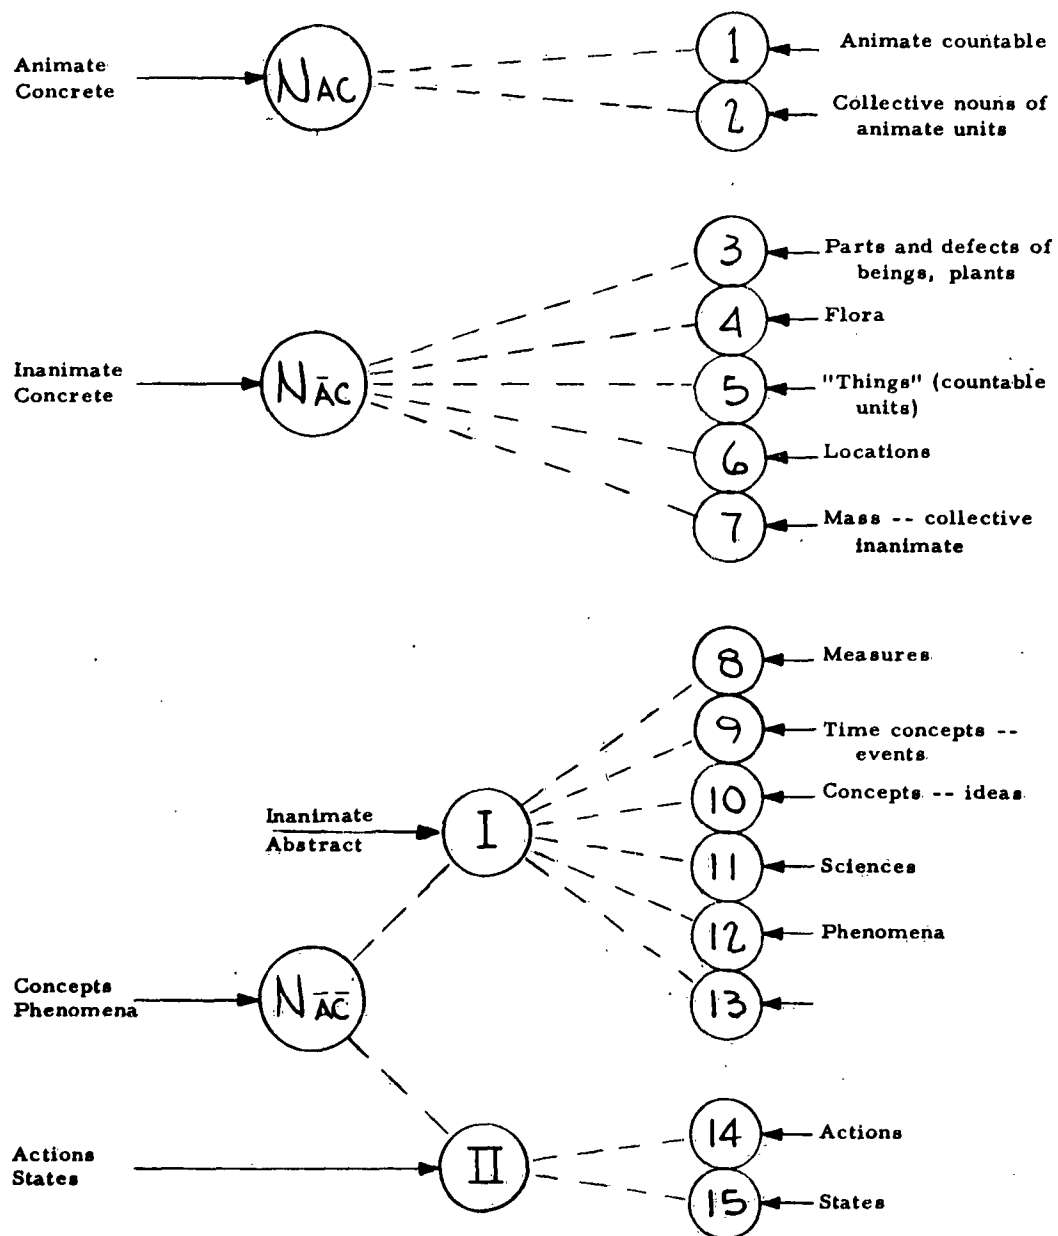 Animate
Concrete
NAC
1
Animate countable
2
Collective nouns of
animate units
Inanimate
Concrete
NA̅C
3
Parts and defects of
beings, plants
4
Flora
5
"Things" (countable
units)
6
Locations
7
Mass -- collective
inanimate
8
Measures
9
Time concepts --
events
10
Concepts -- ideas
Inanimate
Abstract
I
11
Sciences
12
Phenomena
13
Concepts
Phenomena
NA̅C̅
Actions
States
II
14
Actions
15
States